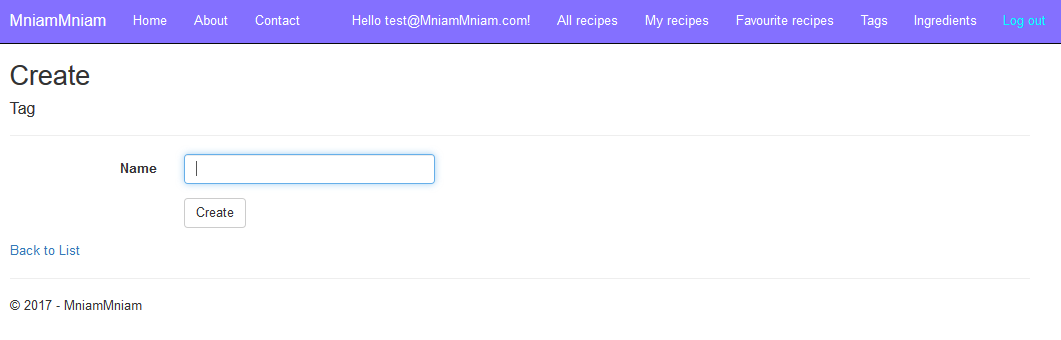 MniamMniam Home About Contact Hello test@MniamMniam.com! All recipes My recipes Favourite recipes Tags Ingredients Log out
Create
Tag
Name
Create
Back to List
© 2017 - MniamMniam